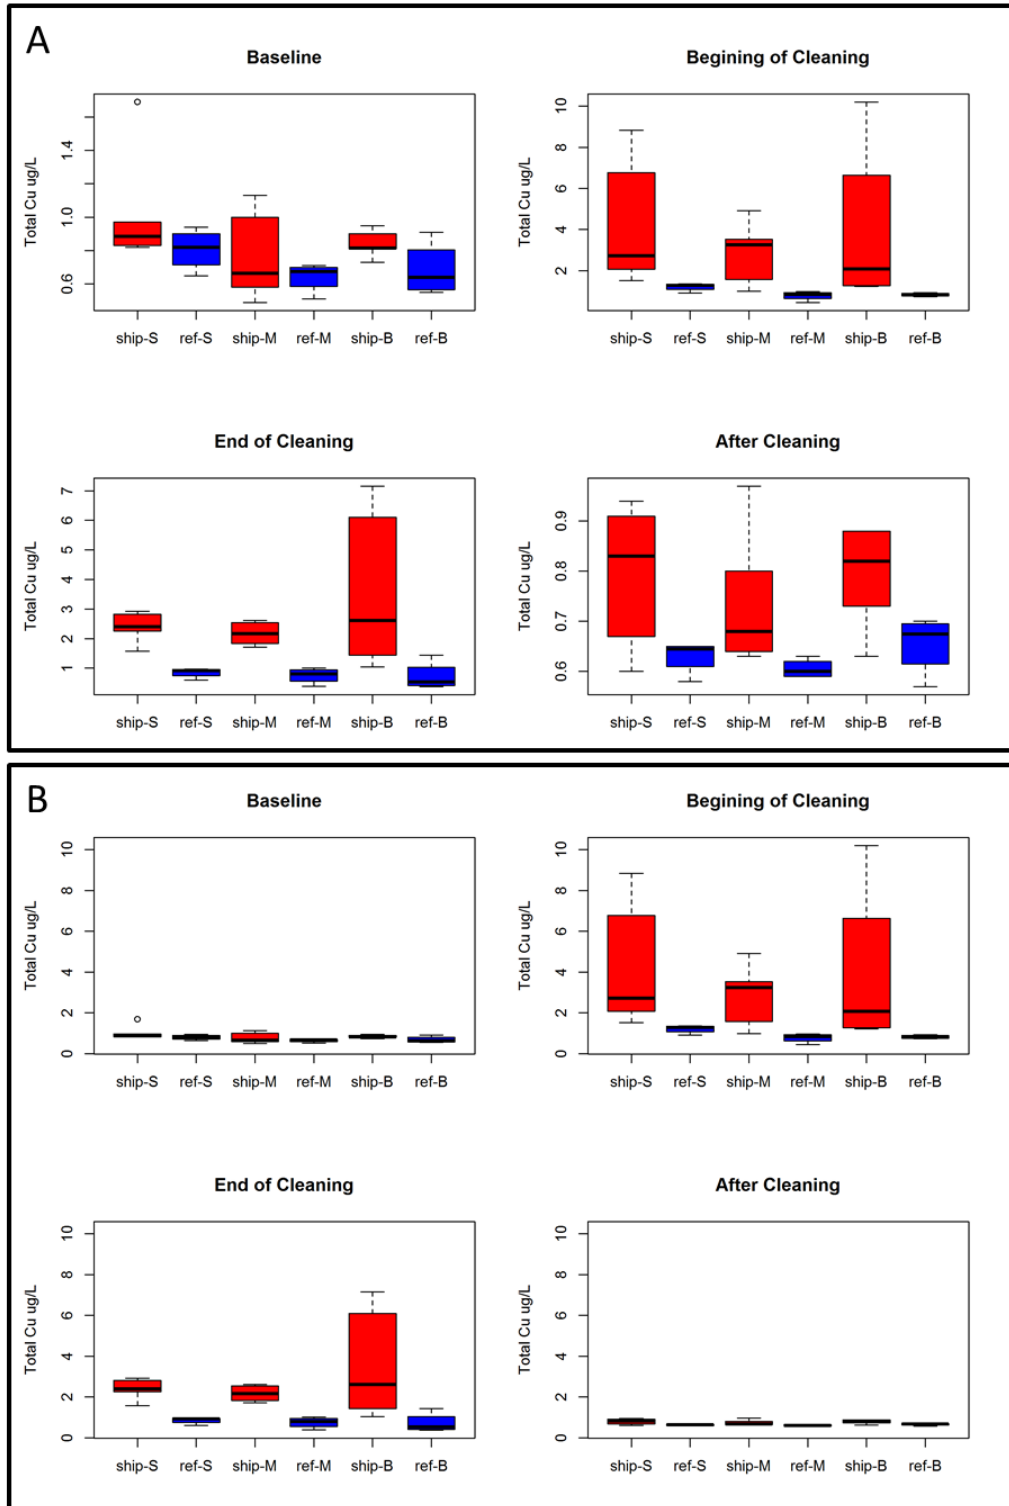 A
Baseline
Total Cu ug/L
0.6 1.0 1.4
ship-S ref-S ship-M ref-M ship-B ref-B
Begining of Cleaning
Total Cu ug/L
2 4 6 8 10
ship-S ref-S ship-M ref-M ship-B ref-B
End of Cleaning
Total Cu ug/L
1 2 3 4 5 6 7
ship-S ref-S ship-M ref-M ship-B ref-B
After Cleaning
Total Cu ug/L
0.6 0.7 0.8 0.9
ship-S ref-S ship-M ref-M ship-B ref-B
B
Baseline
Total Cu ug/L
0 2 4 6 8 10
ship-S ref-S ship-M ref-M ship-B ref-B
Begining of Cleaning
Total Cu ug/L
0 2 4 6 8 10
ship-S ref-S ship-M ref-M ship-B ref-B
End of Cleaning
Total Cu ug/L
0 2 4 6 8 10
ship-S ref-S ship-M ref-M ship-B ref-B
After Cleaning
Total Cu ug/L
0 2 4 6 8 10
ship-S ref-S ship-M ref-M ship-B ref-B